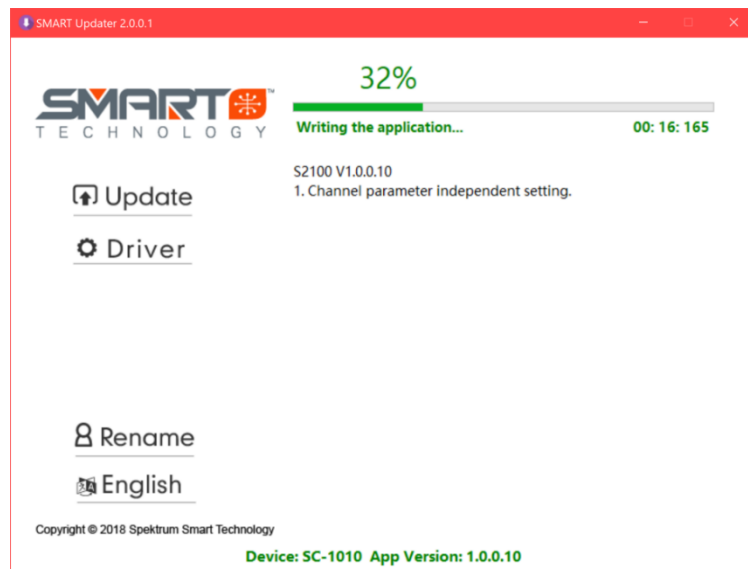 SMART Updater 2.0.0.1
32%
SMART
TECHNOLOGY
™
Writing the application... 00: 16: 165
S2100 V1.0.0.10
1. Channel parameter independent setting.
Update
Driver
Rename
English
Copyright © 2018 Spektrum Smart Technology
Device: SC-1010 App Version: 1.0.0.10